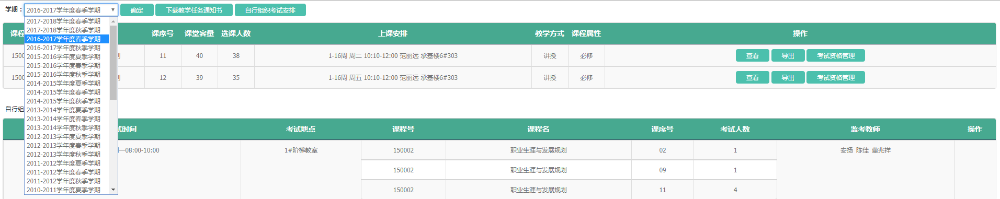 学期： 2016-2017学年度春季学期 确定 下载教学任务通知书 自行组织考试安排
2017-2018学年度春季学期
2017-2018学年度秋季学期
2016-2017学年度春季学期
2016-2017学年度秋季学期
2015-2016学年度夏季学期
2015-2016学年度春季学期
2015-2016学年度秋季学期
2014-2015学年度夏季学期
2014-2015学年度春季学期
2014-2015学年度秋季学期
2013-2014学年度夏季学期
2013-2014学年度春季学期
2013-2014学年度秋季学期
2012-2013学年度夏季学期
2012-2013学年度春季学期
2012-2013学年度秋季学期
2011-2012学年度夏季学期
2011-2012学年度春季学期
2011-2012学年度秋季学期
2010-2011学年度夏季学期
课程 课序号 课堂容量 选课人数 上课安排 教学方式 课程属性 操作
1500 11 40 38 1-16周 周二 10:10-12:00 范丽远 承基楼6#303 讲授 必修 查看 导出 考试资格管理
1500 12 39 35 1-16周 周五 10:10-12:00 范丽远 承基楼6#303 讲授 必修 查看 导出 考试资格管理
自行组
试时间 考试地点 课程号 课程名 课序号 考试人数 监考教师 操作
一08:00-10:00 1#阶梯教室 150002 职业生涯与发展规划 02 1 安扬 陈佳 董兆祥
150002 职业生涯与发展规划 09 1
150002 职业生涯与发展规划 11 4